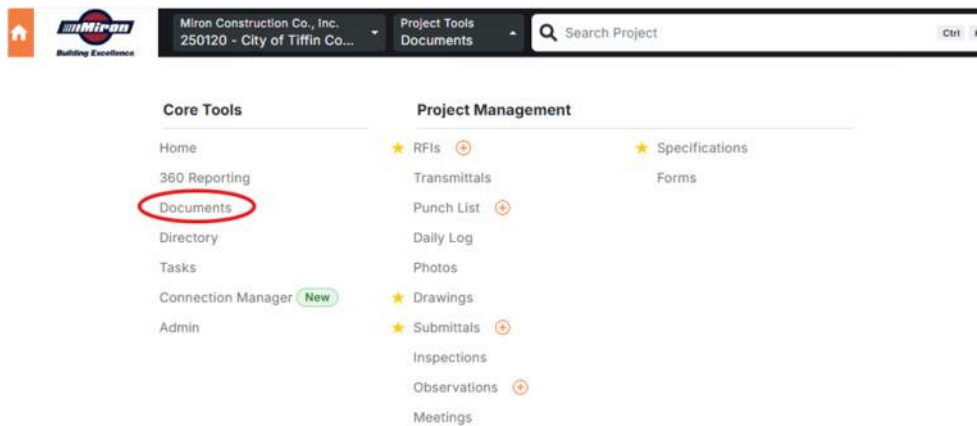 Miron
Building Excellence
Miron Construction Co., Inc.
250120 - City of Tiffin Co...
Project Tools
Documents
Search Project
Ctrl
Core Tools
Home
360 Reporting
Documents
Directory
Tasks
Connection Manager New
Admin
Project Management
RFIs
Transmittals
Punch List
Daily Log
Photos
Drawings
Submittals
Inspections
Observations
Meetings
Specifications
Forms